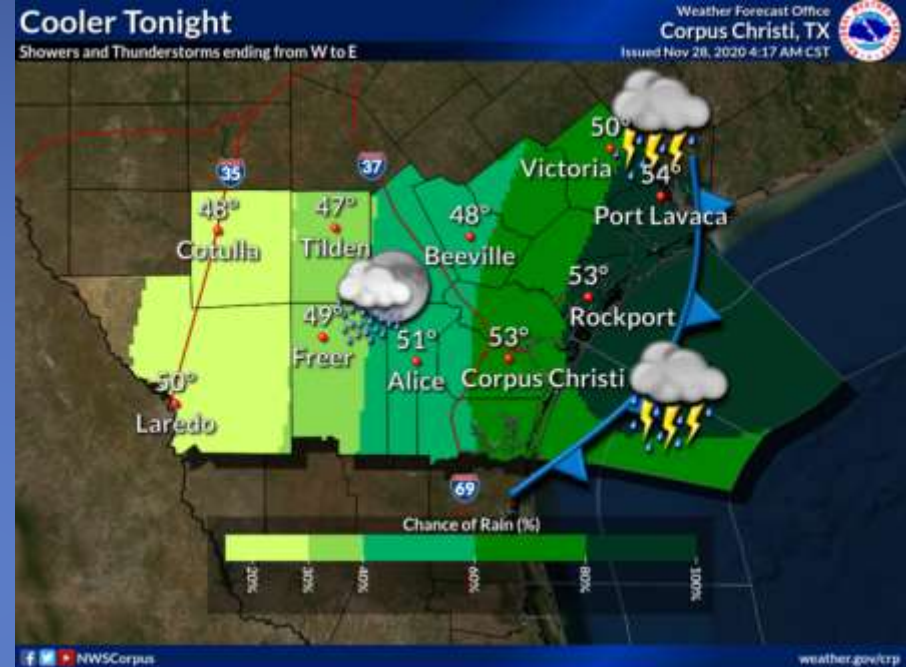 Cooler Tonight
Showers and Thunderstorms ending from W to E
Weather Forecast Office
Corpus Christi, TX
Issued Nov 28, 2020 4:17 AM CST
50°
Victoria
54°
Port Lavaca
35
37
48°
Cotulla
47°
Tilden
48°
Beeville
53°
Rockport
49°
Freer
51°
Alice
53°
Corpus Christi
50°
Laredo
69
Chance of Rain (%)
20%
30%
40%
60%
80%
100%
NWSCorpus
weather.gov/crp